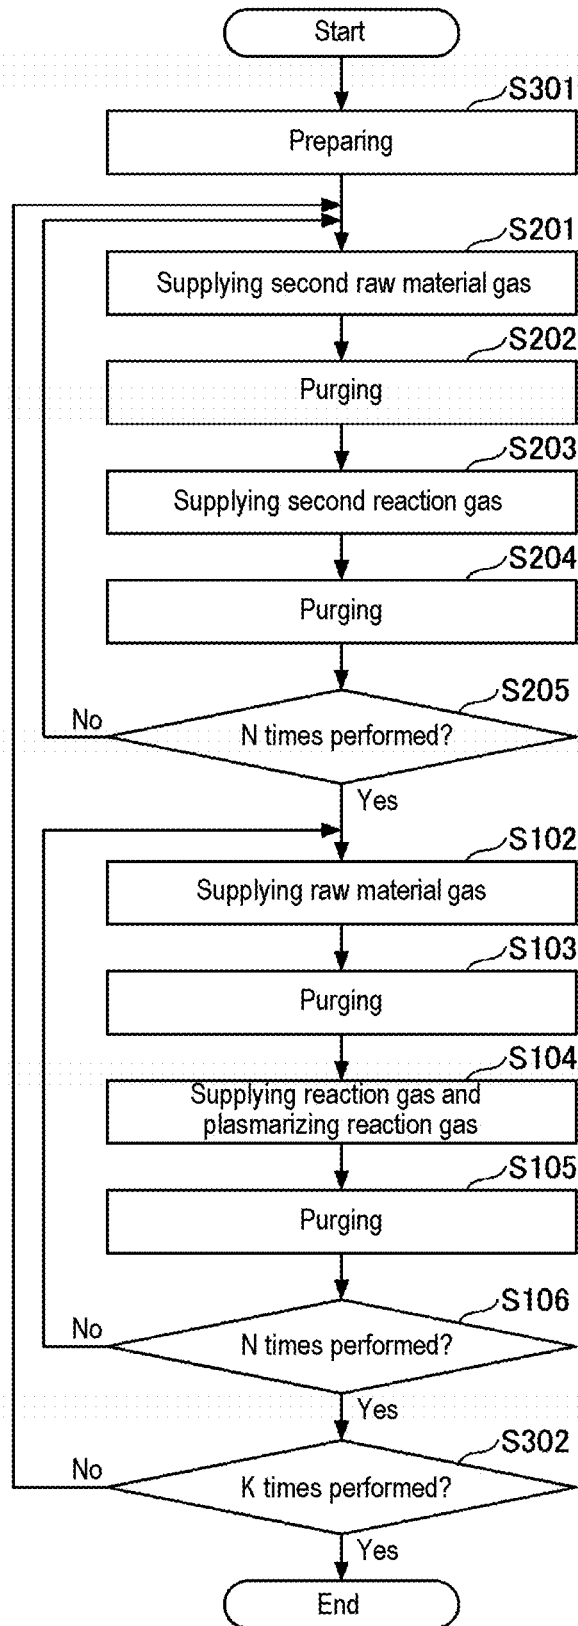 Start
S301
Preparing
S201
Supplying second raw material gas
S202
Purging
S203
Supplying second reaction gas
S204
Purging
S205
No
N times performed?
Yes
S102
Supplying raw material gas
S103
Purging
S104
Supplying reaction gas and
plasmarizing reaction gas
S105
Purging
S106
No
N times performed?
Yes
S302
No
K times performed?
Yes
End